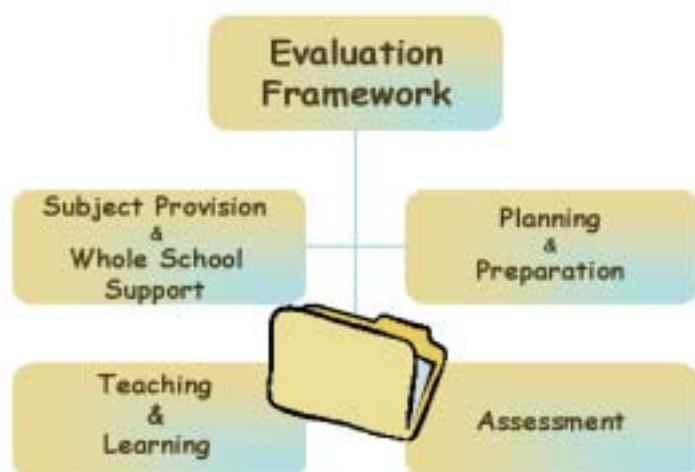 Evaluation
Framework
Subject Provision
&
Whole School
Support
Planning
&
Preparation
Teaching
&
Learning
Assessment